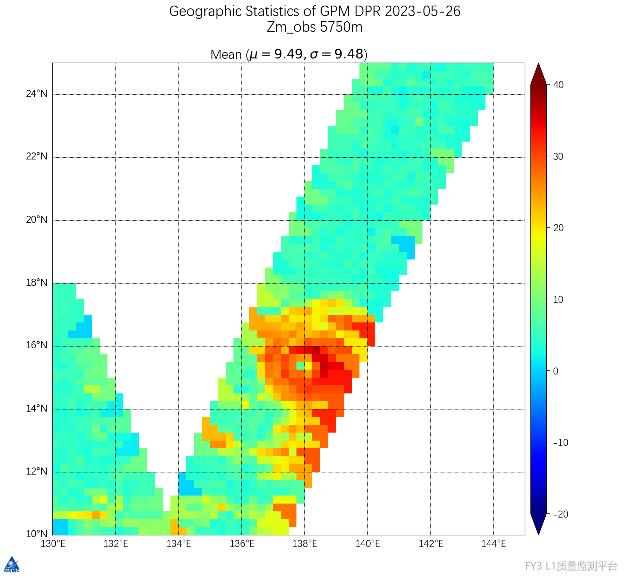 Geographic Statistics of GPM DPR 2023-05-26
Zm_obs 5750m
Mean (μ = 9.49, σ = 9.48)
24°N
22°N
20°N
18°N
16°N
14°N
12°N
10°N
130°E 132°E 134°E 136°E 138°E 140°E 142°E 144°E
40
30
20
10
0
-10
-20
FY3 L1质量监测平台